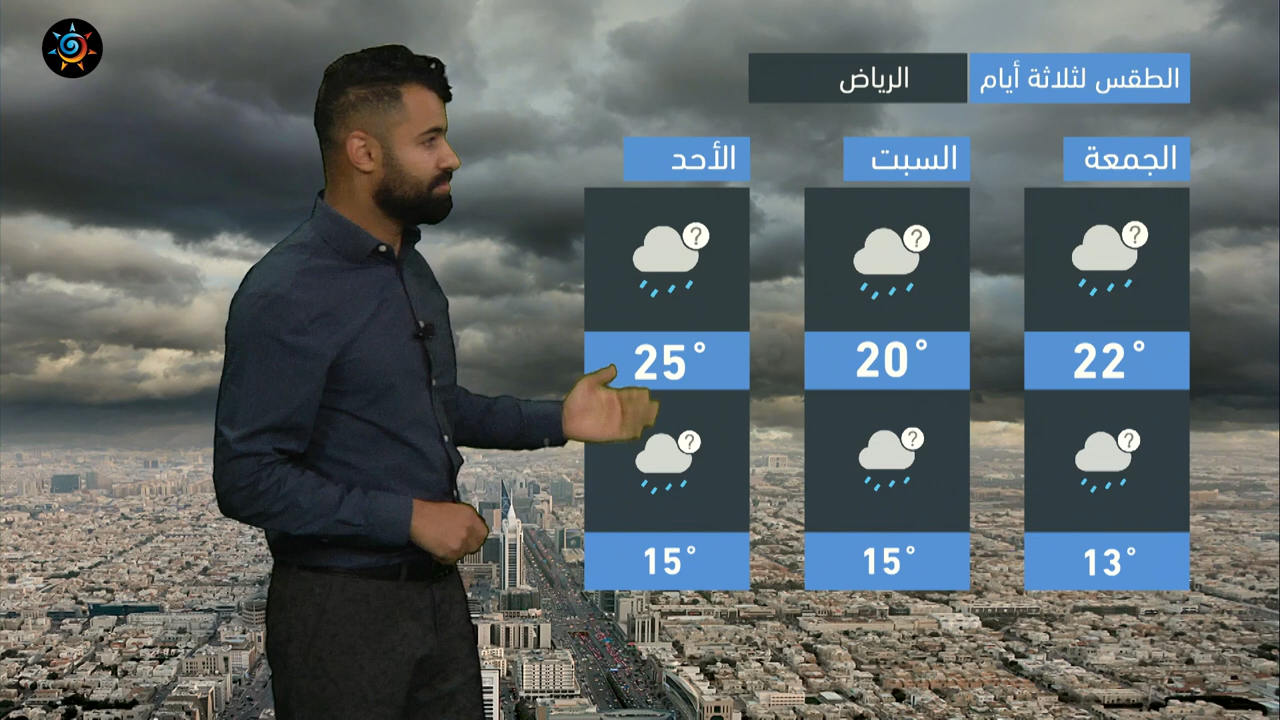 الطقس لثلاثة أيام
الرياض
الجمعة
السبت
الأحد
?
?
?
22°
20°
25°
?
?
?
13°
15°
15°